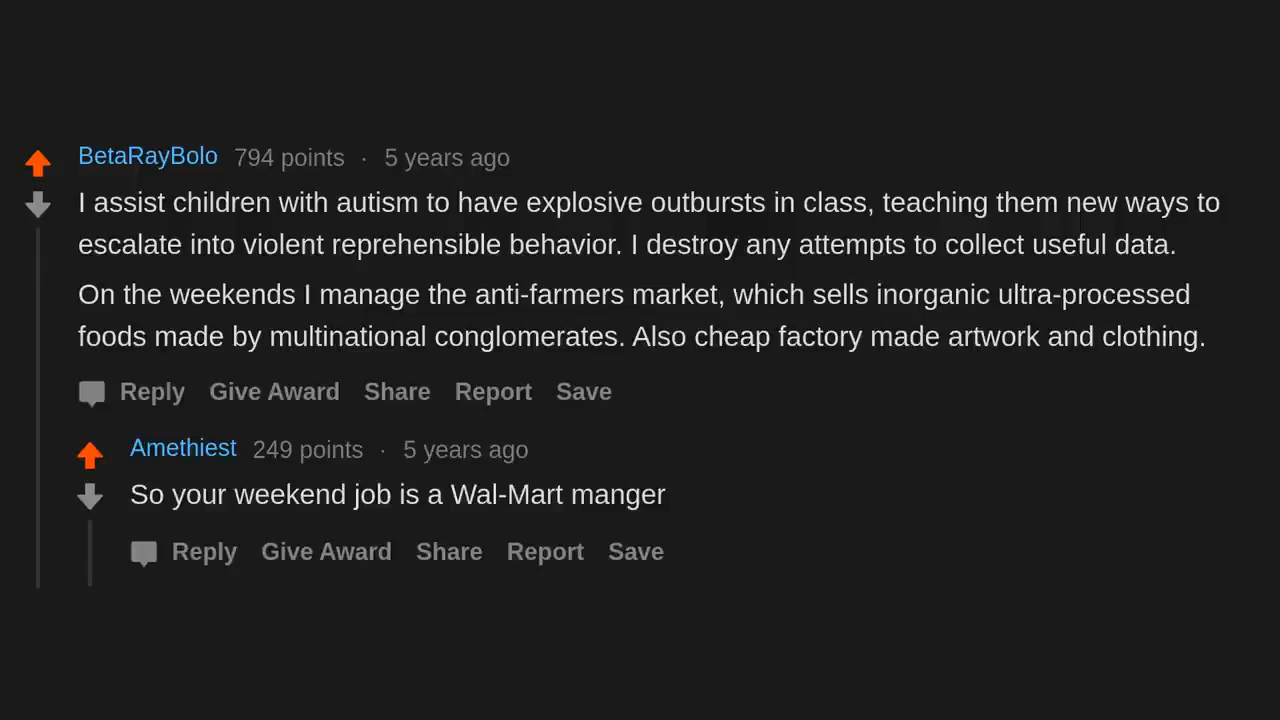 BetaRayBolo 794 points · 5 years ago
I assist children with autism to have explosive outbursts in class, teaching them new ways to
escalate into violent reprehensible behavior. I destroy any attempts to collect useful data.
On the weekends I manage the anti-farmers market, which sells inorganic ultra-processed
foods made by multinational conglomerates. Also cheap factory made artwork and clothing.
Reply Give Award Share Report Save
Amethiest 249 points · 5 years ago
So your weekend job is a Wal-Mart manger
Reply Give Award Share Report Save